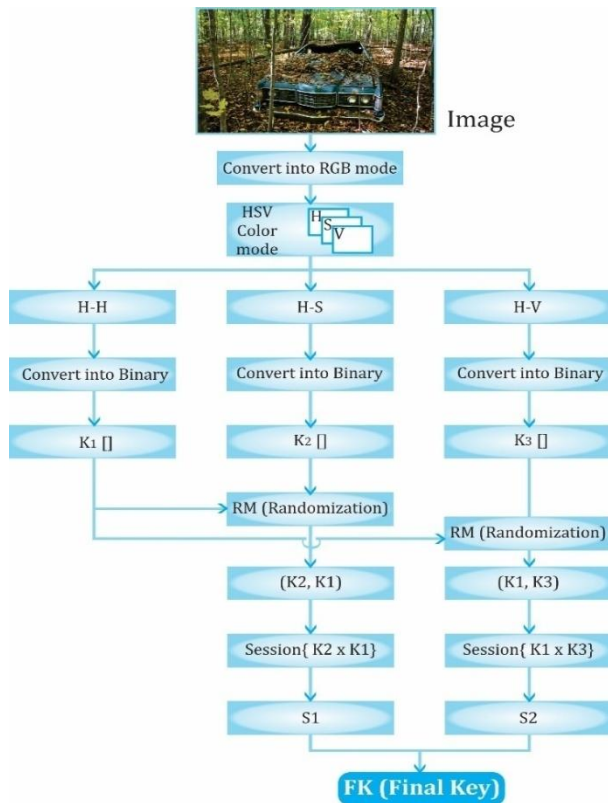 Image
Convert into RGB mode
HSV
Color
mode
H
S
V
H-H
H-S
H-V
Convert into Binary
Convert into Binary
Convert into Binary
K1 []
K2 []
K3 []
RM (Randomization)
RM (Randomization)
(K2, K1)
(K1, K3)
Session{ K2 x K1}
Session{ K1 x K3}
S1
S2
FK (Final Key)